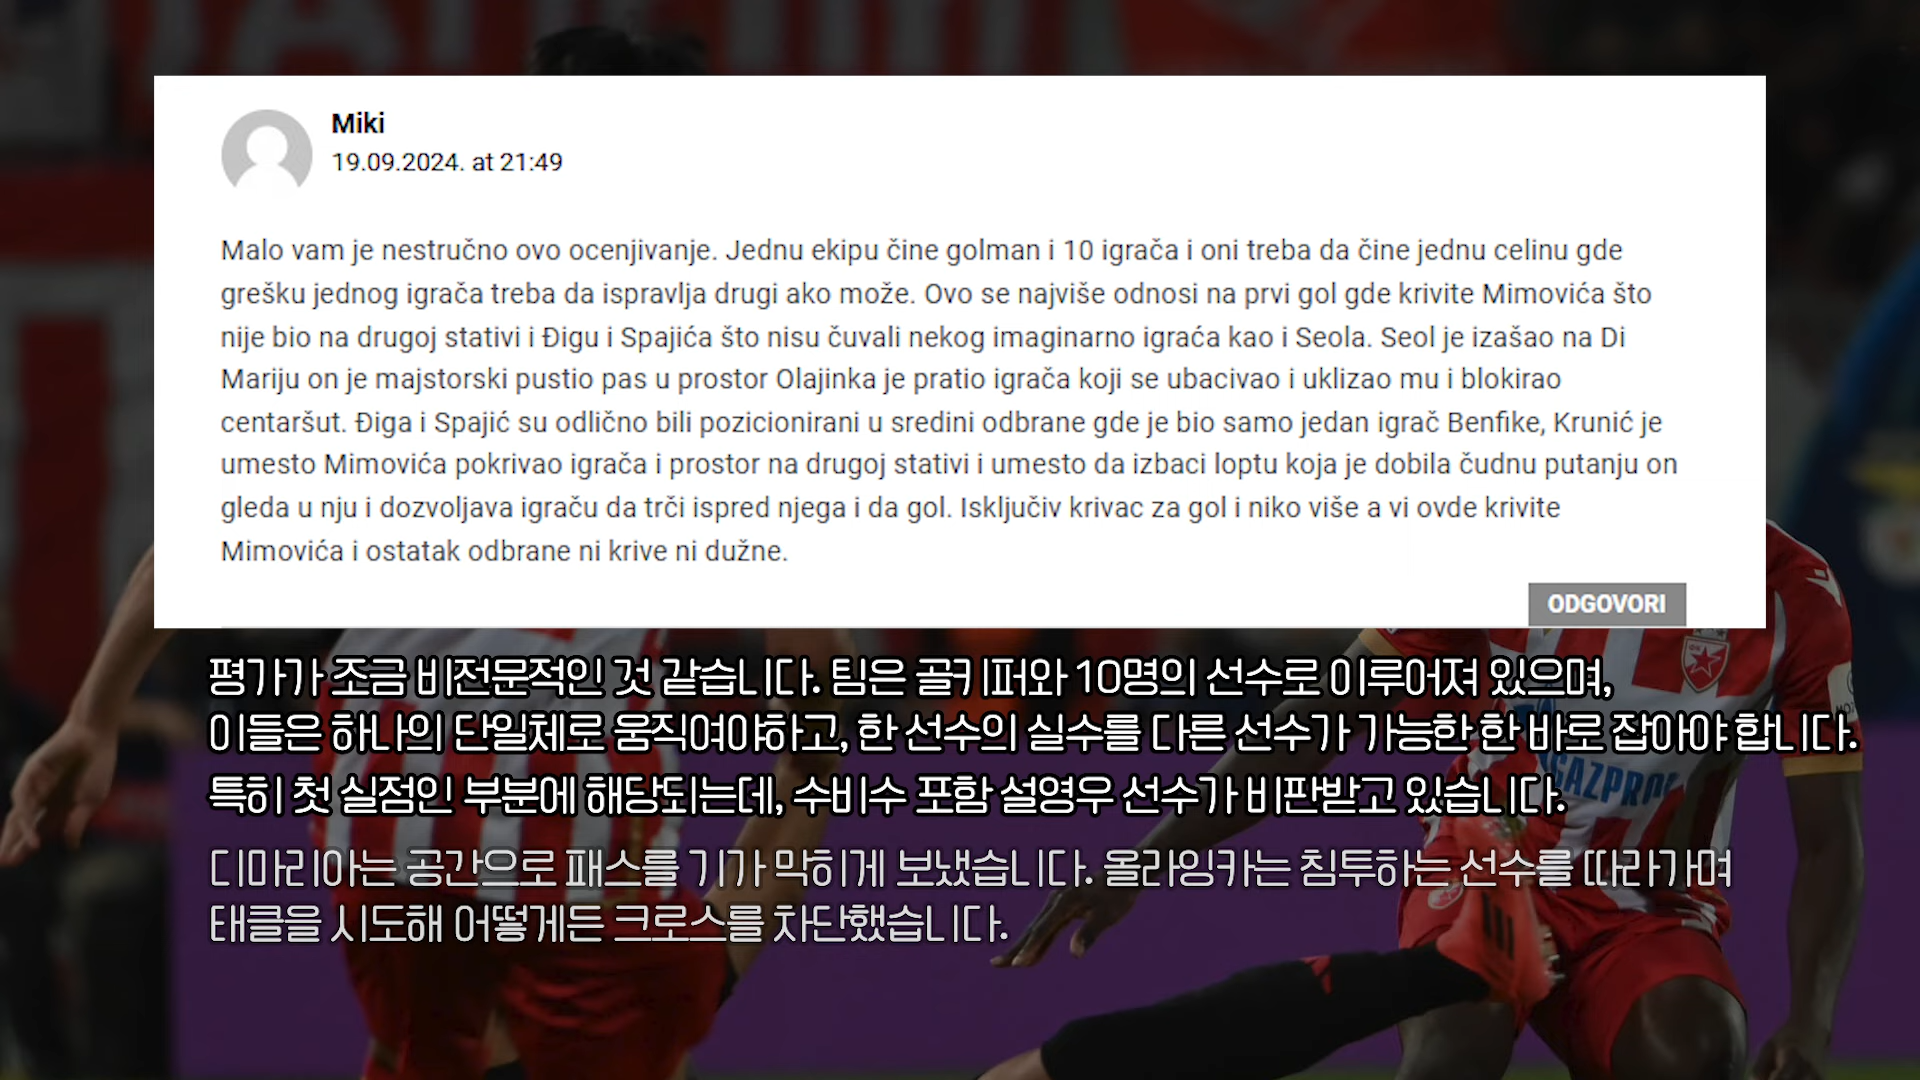 Miki
19.09.2024. at 21:49
Malo vam je nestručno ovo ocenjivanje. Jednu ekipu čine golman i 10 igrača i oni treba da čine jednu celinu gde
grešku jednog igrača treba da ispravlja drugi ako može. Ovo se najviše odnosi na prvi gol gde krivite Mimovića što
nije bio na drugoj stativi i Đigu i Spajića što nisu čuvali nekog imaginarno igraća kao i Seola. Seol je izašao na Di
Mariju on je majstorski pustio pas u prostor Olajinka je pratio igrača koji se ubacivao i uklizao mu i blokirao
centaršut. Điga i Spajić su odlično bili pozicionirani u sredini odbrane gde je bio samo jedan igrač Benfike, Krunić je
umesto Mimovića pokrivao igrača i prostor na drugoj stativi i umesto da izbaci loptu koja je dobila čudnu putanju on
gleda u nju i dozvoljava igraču da trči ispred njega i da gol. Isključiv krivac za gol i niko više a vi ovde krivite
Mimovića i ostatak odbrane ni krive ni dužne.
ODGOVORI
평가가 조금 비전문적인 것 같습니다. 팀은 골키퍼와 10명의 선수로 이루어져 있으며,
이들은 하나의 단일체로 움직여야하고, 한 선수의 실수를 다른 선수가 가능한 한 바로 잡아야 합니다.
특히 첫 실점인 부분에 해당되는데, 수비수 포함 설영우 선수가 비판받고 있습니다.
디마리아는 공간으로 패스를 기가 막히게 보냈습니다. 올라잉카는 침투하는 선수를 따라가며
태클을 시도해 어떻게든 크로스를 차단했습니다.